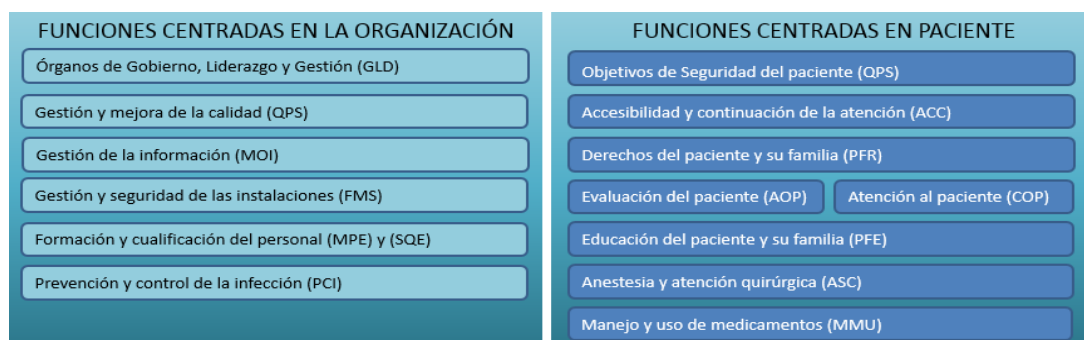 FUNCIONES CENTRADAS EN LA ORGANIZACIÓN
Órganos de Gobierno, Liderazgo y Gestión (GLD)
Gestión y mejora de la calidad (QPS)
Gestión de la información (MOI)
Gestión y seguridad de las instalaciones (FMS)
Formación y cualificación del personal (MPE) y (SQE)
Prevención y control de la infección (PCI)
FUNCIONES CENTRADAS EN PACIENTE
Objetivos de Seguridad del paciente (QPS)
Accesibilidad y continuación de la atención (ACC)
Derechos del paciente y su familia (PFR)
Evaluación del paciente (AOP)
Atención al paciente (COP)
Educación del paciente y su familia (PFE)
Anestesia y atención quirúrgica (ASC)
Manejo y uso de medicamentos (MMU)